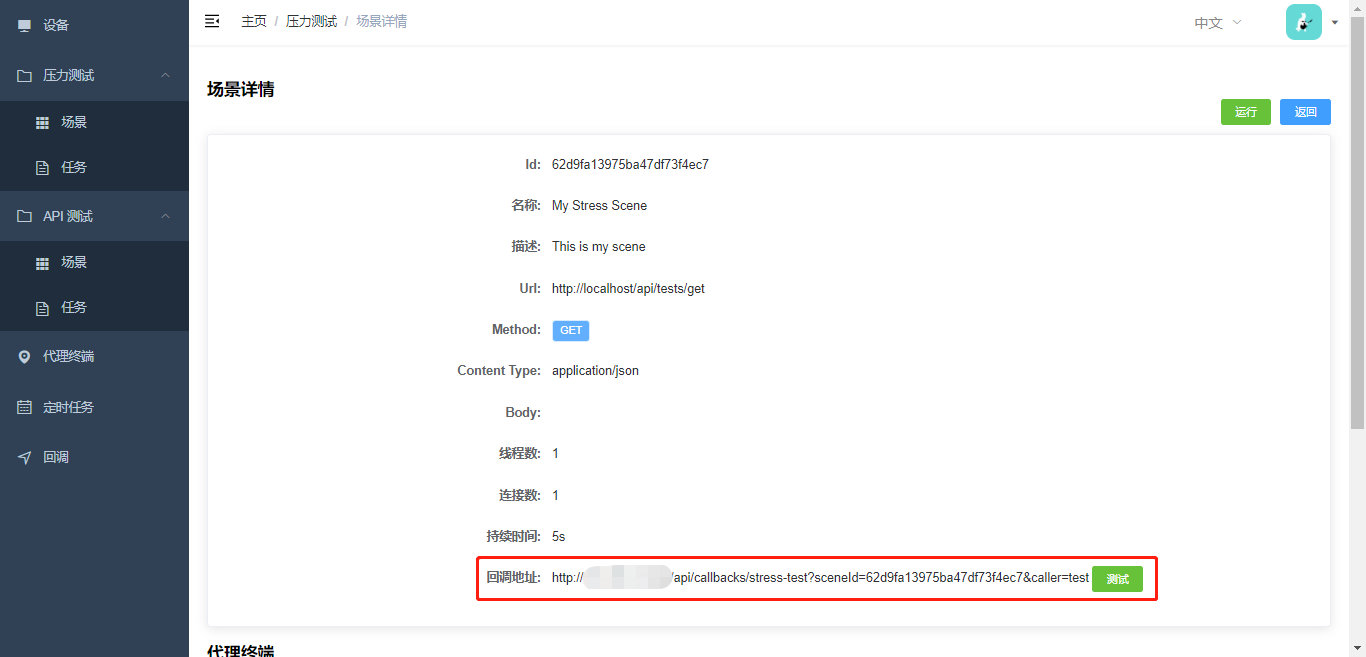 设备
压力测试
场景
任务
API 测试
场景
任务
代理终端
定时任务
回调
主页 / 压力测试 / 场景详情
中文
场景详情
运行 返回
Id: 62d9fa13975ba47df73f4ec7
名称: My Stress Scene
描述: This is my scene
Url: http://localhost/api/tests/get
Method: GET
Content Type: application/json
Body:
线程数: 1
连接数: 1
持续时间: 5s
回调地址: http:// /api/callbacks/stress-test?sceneId=62d9fa13975ba47df73f4ec7&caller=test 测试
代理终端